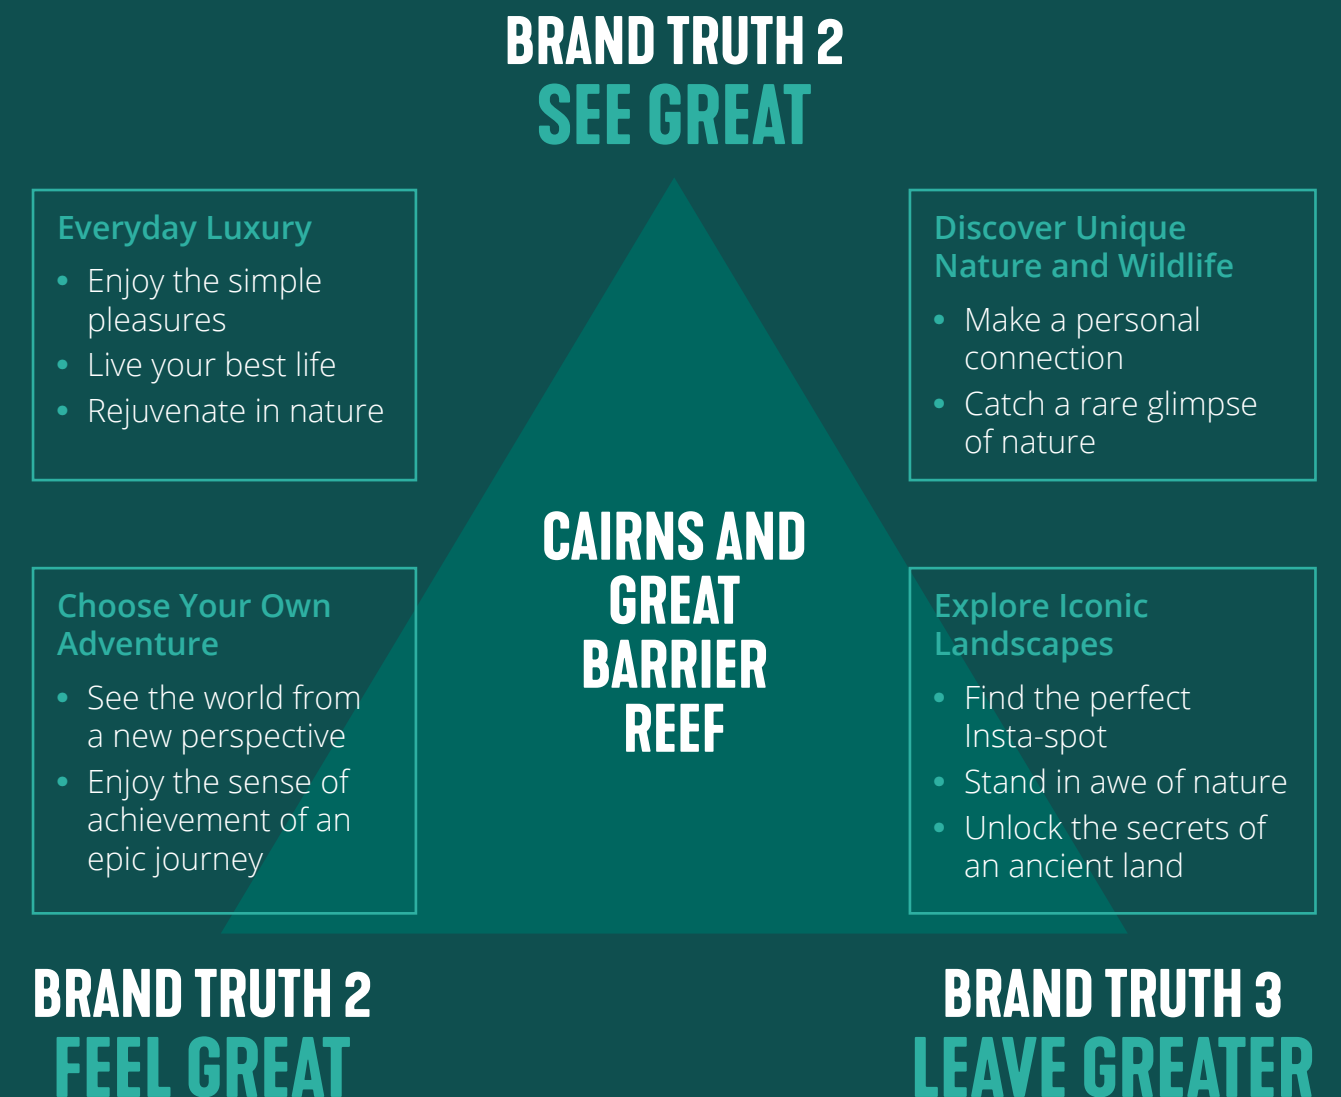 BRAND TRUTH 2
SEE GREAT
Everyday Luxury
• Enjoy the simple
pleasures
• Live your best life
• Rejuvenate in nature
Discover Unique
Nature and Wildlife
• Make a personal
connection
• Catch a rare glimpse
of nature
CAIRNS AND
GREAT
BARRIER
REEF
Choose Your Own
Adventure
• See the world from
a new perspective
• Enjoy the sense of
achievement of an
epic journey
Explore Iconic
Landscapes
• Find the perfect
Insta-spot
• Stand in awe of nature
• Unlock the secrets of
an ancient land
BRAND TRUTH 2
FEEL GREAT
BRAND TRUTH 3
LEAVE GREATER